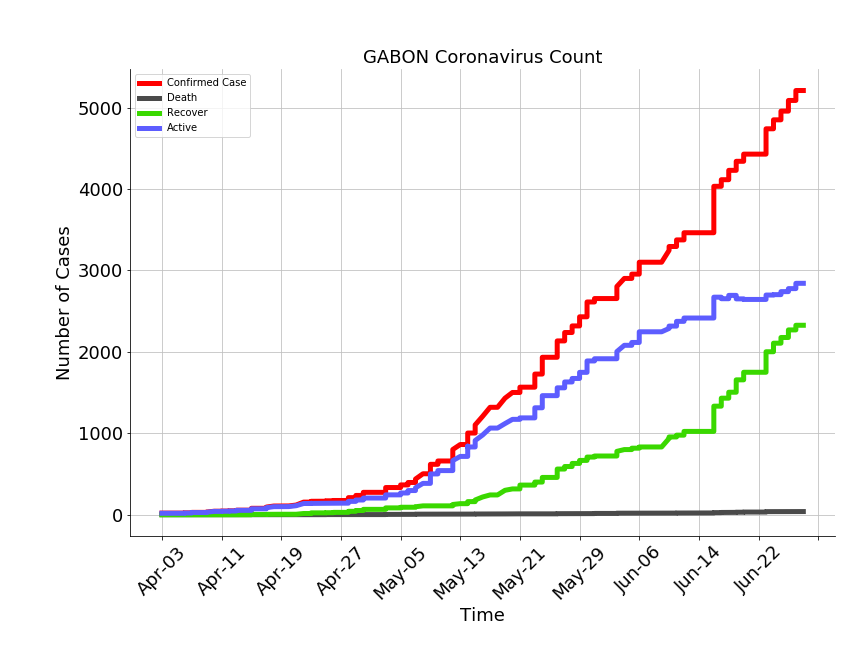 GABON Coronavirus Count
Confirmed Case
Death
Recover
Active
5000
4000
3000
2000
1000
0
Number of Cases
Apr-03
Apr-11
Apr-19
Apr-27
May-05
May-13
May-21
May-29
Jun-06
Jun-14
Jun-22
Time